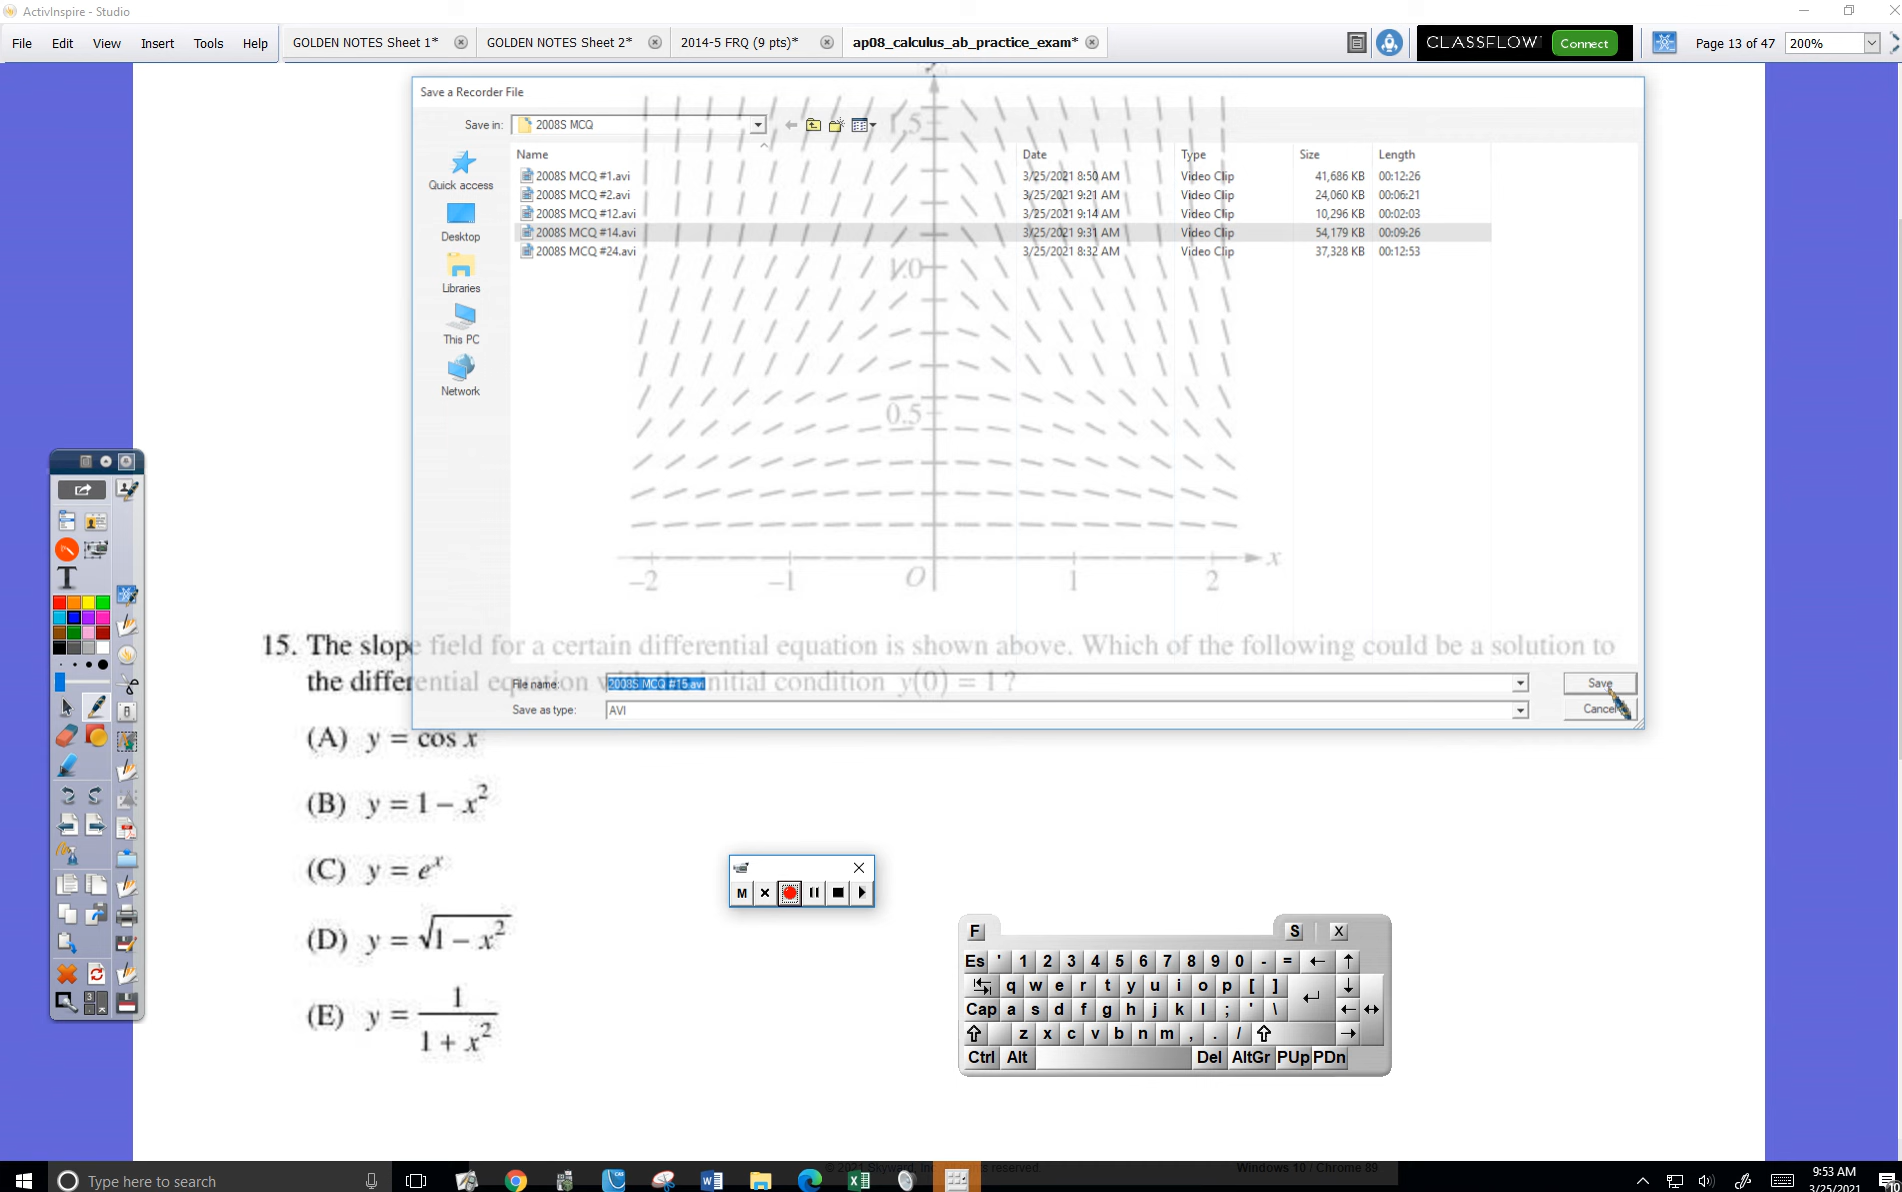 ActivInspire - Studio
File Edit View Insert Tools Help
GOLDEN NOTES Sheet 1*
GOLDEN NOTES Sheet 2*
2014-5 FRQ (9 pts)*
ap08_calculus_ab_practice_exam*
CLASSFLOW
Connect
Page 13 of 47
200%
Save a Recorder File
Save in: 2008S MCQ
Name Date Type Size Length
2008S MCQ #1.avi 3/25/2021 8:50 AM Video Clip 41,686 KB 00:12:26
2008S MCQ #2.avi 3/25/2021 9:21 AM Video Clip 24,060 KB 00:06:21
2008S MCQ #12.avi 3/25/2021 9:14 AM Video Clip 10,296 KB 00:02:03
2008S MCQ #14.avi 3/25/2021 9:31 AM Video Clip 54,179 KB 00:09:26
2008S MCQ #24.avi 3/25/2021 8:32 AM Video Clip 37,328 KB 00:12:53
Quick access
Desktop
Libraries
This PC
Network
1.5
1.0
0.5
-2 -1 O 1 2 x
15. The slope field for a certain differential equation is shown above. Which of the following could be a solution to
the differential equation initial condition y(0) = 1 ?
File name: 2008S MCQ #15.avi
Save
Save as type: AVI
Cancel
(A) y = cos x
(B) y = 1 − x²
(C) y = eˣ
(D) y = √(1 − x²)
(E) y = 1/(1 + x²)
T
M
F S X
Es ' 1 2 3 4 5 6 7 8 9 0 - = ← ↑
q w e r t y u i o p [ ] ↓
Cap a s d f g h j k l ; ' \ ← ↔
z x c v b n m , . / →
Ctrl Alt Del AltGr PUp PDn
Type here to search
© 2021 Skyward, Inc. reserved
Windows 10 / Chrome 89
9:53 AM
3/25/2021
10